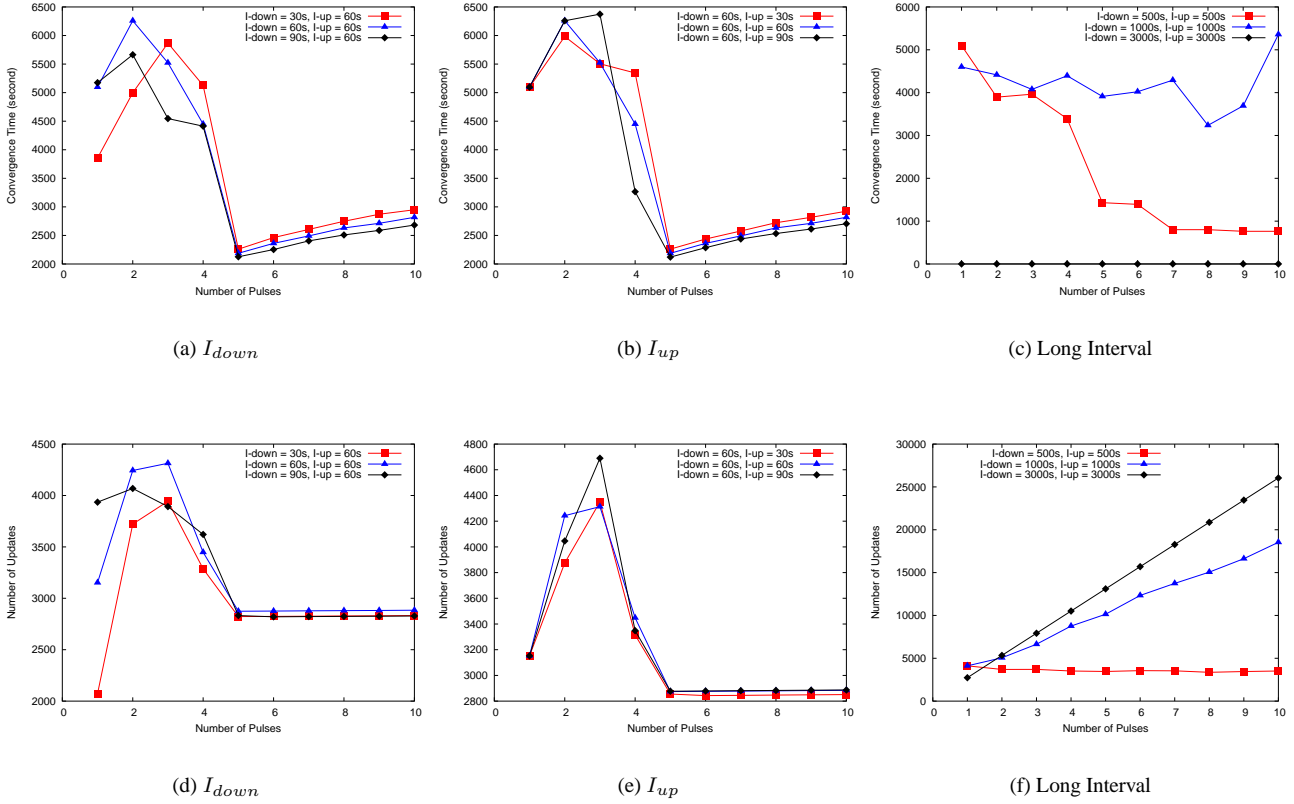 6500
6000
5500
5000
4500
4000
3500
3000
2500
2000
0 2 4 6 8 10
Convergence Time (second)
Number of Pulses
I-down = 30s, I-up = 60s
I-down = 60s, I-up = 60s
I-down = 90s, I-up = 60s
(a) I_down
6500
6000
5500
5000
4500
4000
3500
3000
2500
2000
0 2 4 6 8 10
Convergence Time (second)
Number of Pulses
I-down = 60s, I-up = 30s
I-down = 60s, I-up = 60s
I-down = 60s, I-up = 90s
(b) I_up
6000
5000
4000
3000
2000
1000
0
0 1 2 3 4 5 6 7 8 9 10
Convergence Time (second)
Number of Pulses
I-down = 500s, I-up = 500s
I-down = 1000s, I-up = 1000s
I-down = 3000s, I-up = 3000s
(c) Long Interval
4500
4000
3500
3000
2500
2000
0 2 4 6 8 10
Number of Updates
Number of Pulses
I-down = 30s, I-up = 60s
I-down = 60s, I-up = 60s
I-down = 90s, I-up = 60s
(d) I_down
4800
4600
4400
4200
4000
3800
3600
3400
3200
3000
2800
0 2 4 6 8 10
Number of Updates
Number of Pulses
I-down = 60s, I-up = 30s
I-down = 60s, I-up = 60s
I-down = 60s, I-up = 90s
(e) I_up
30000
25000
20000
15000
10000
5000
0
0 1 2 3 4 5 6 7 8 9 10
Number of Updates
Number of Pulses
I-down = 500s, I-up = 500s
I-down = 1000s, I-up = 1000s
I-down = 3000s, I-up = 3000s
(f) Long Interval